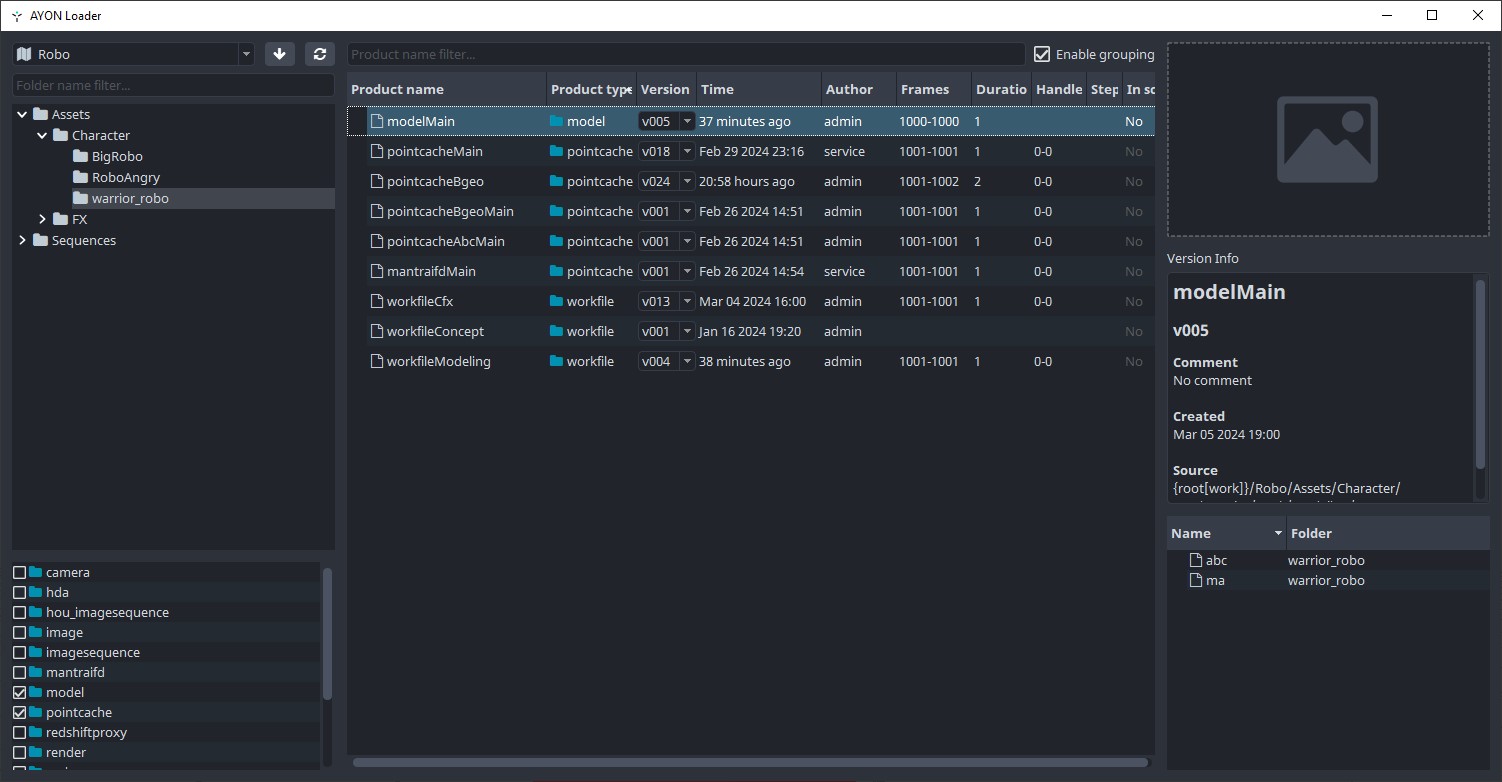 AYON Loader
Robo
Product name filter...
Enable grouping
Folder name filter...
Assets
Character
BigRobo
RoboAngry
warrior_robo
FX
Sequences
camera
hda
hou_imagesequence
image
imagesequence
mantraifd
model
pointcache
redshiftproxy
render
Product name Product type Version Time Author Frames Duratio Handle Step In sc
modelMain model v005 37 minutes ago admin 1000-1000 1 No
pointcacheMain pointcache v018 Feb 29 2024 23:16 service 1001-1001 1 0-0 No
pointcacheBgeo pointcache v024 20:58 hours ago admin 1001-1002 2 0-0 No
pointcacheBgeoMain pointcache v001 Feb 26 2024 14:51 admin 1001-1001 1 0-0 No
pointcacheAbcMain pointcache v001 Feb 26 2024 14:51 admin 1001-1001 1 0-0 No
mantraifdMain pointcache v001 Feb 26 2024 14:54 service 1001-1001 1 0-0 No
workfileCfx workfile v013 Mar 04 2024 16:00 admin 1001-1001 1 0-0 No
workfileConcept workfile v001 Jan 16 2024 19:20 admin No
workfileModeling workfile v004 38 minutes ago admin 1001-1001 1 0-0 No
Version Info
modelMain
v005
Comment
No comment
Created
Mar 05 2024 19:00
Source
{root[work]}/Robo/Assets/Character/
Name Folder
abc warrior_robo
ma warrior_robo